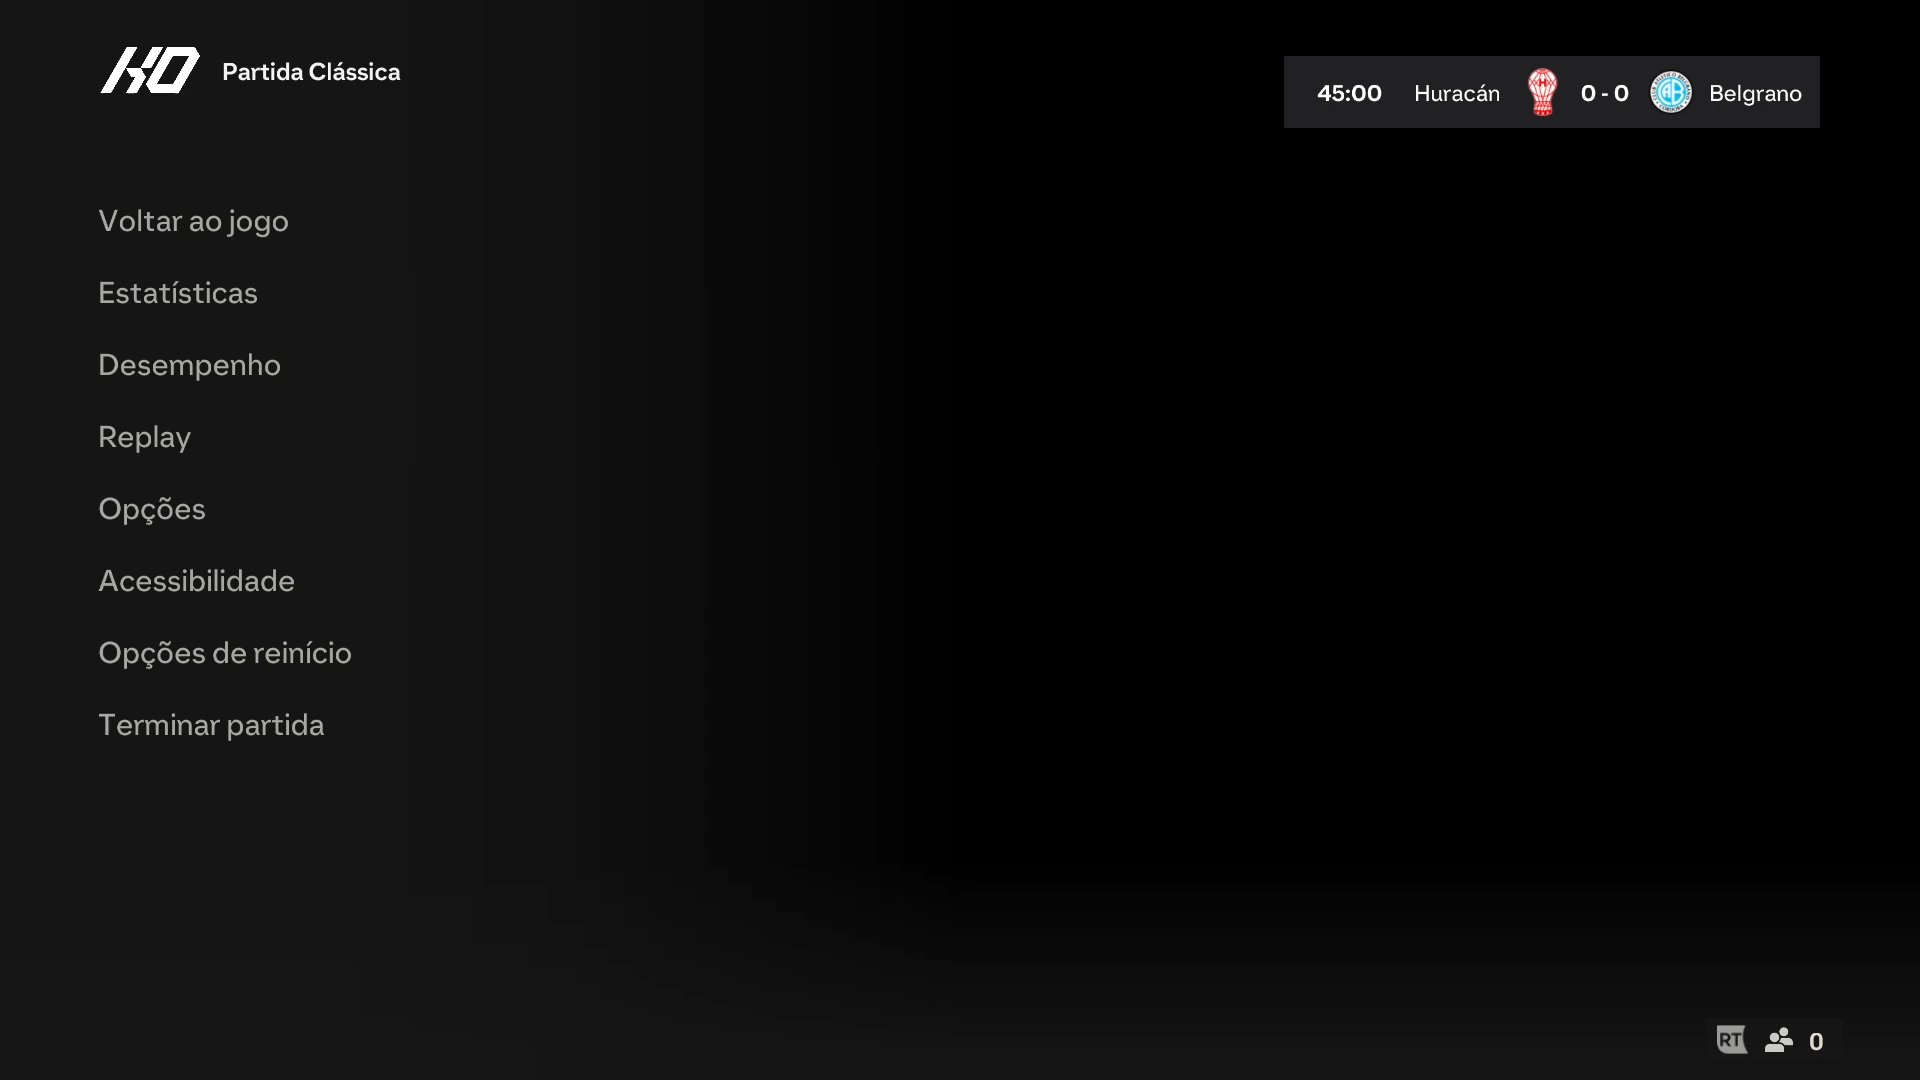 KO Partida Clássica
45:00 Huracán 0 - 0 Belgrano
Voltar ao jogo
Estatísticas
Desempenho
Replay
Opções
Acessibilidade
Opções de reinício
Terminar partida
RT 0